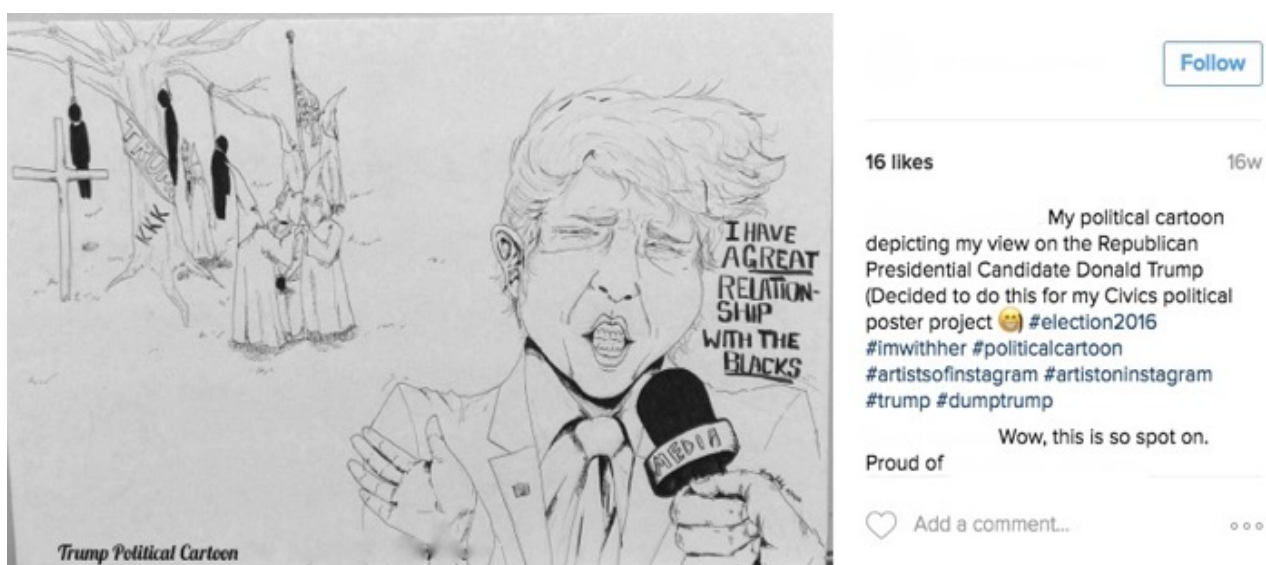 TRUMP
KKK
I HAVE
A GREAT
RELATION-
SHIP
WITH THE
BLACKS
MEDIA
Trump Political Cartoon
Follow
16 likes
16w
My political cartoon
depicting my view on the Republican
Presidential Candidate Donald Trump
(Decided to do this for my Civics political
poster project 😁) #election2016
#imwithher #politicalcartoon
#artistsofinstagram #artistoninstagram
#trump #dumptrump
Wow, this is so spot on.
Proud of
Add a comment...